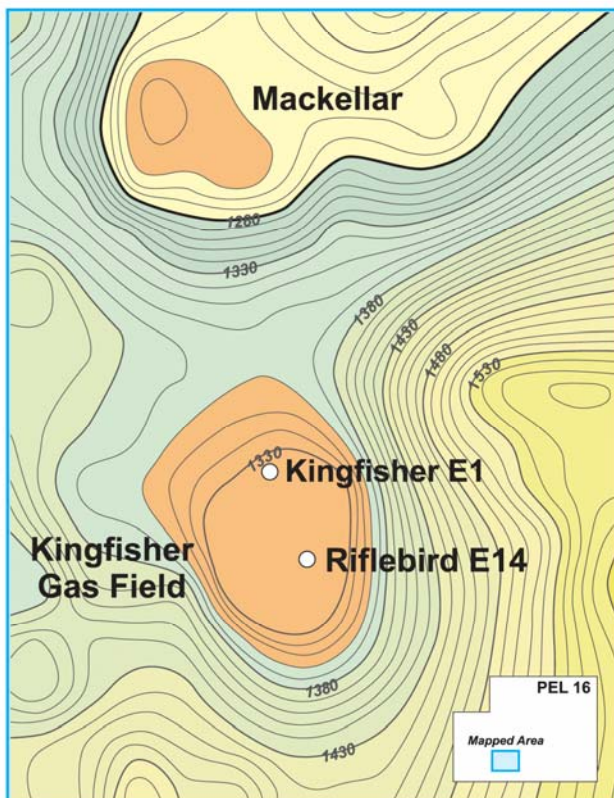 Mackellar
1280
1330
1380
1430
1480
1530
1330
Kingfisher E1
Kingfisher
Gas Field
Riflebird E14
1380
1430
PEL 16
Mapped Area